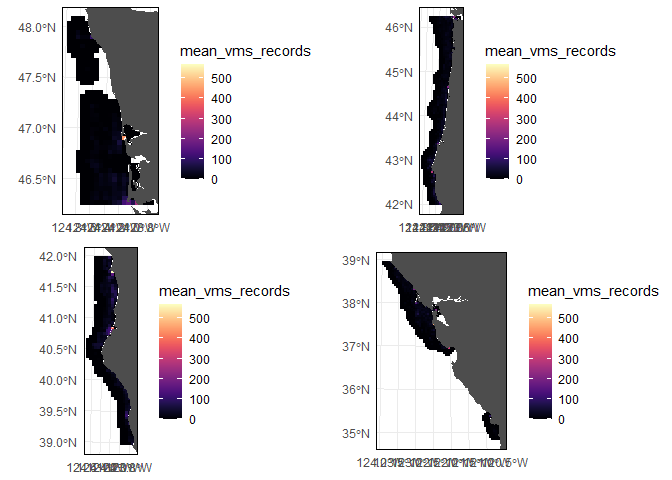 mean_vms_records
500
400
300
200
100
0
48.0°N
47.5°N
47.0°N
46.5°N
mean_vms_records
500
400
300
200
100
0
46°N
45°N
44°N
43°N
42°N
mean_vms_records
500
400
300
200
100
0
42.0°N
41.5°N
41.0°N
40.5°N
40.0°N
39.5°N
39.0°N
mean_vms_records
500
400
300
200
100
0
39°N
38°N
37°N
36°N
35°N